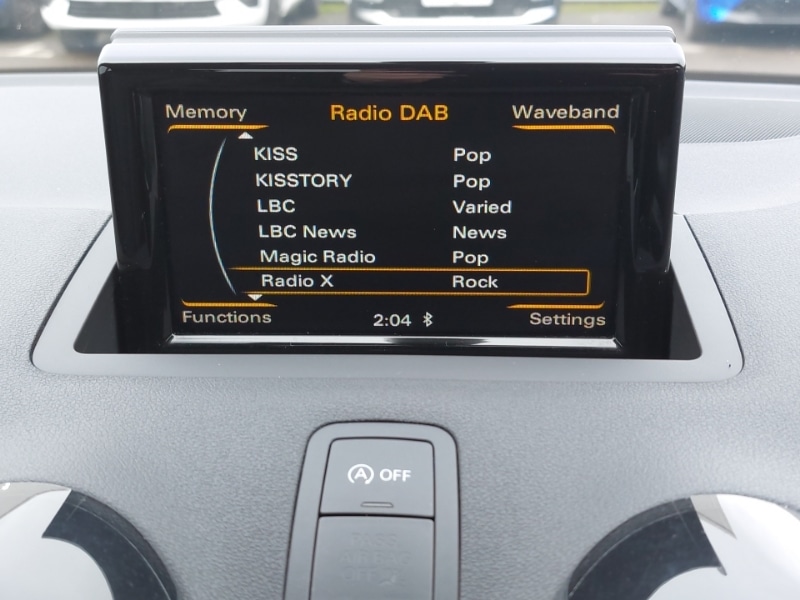 Memory Radio DAB Waveband
KISS Pop
KISSTORY Pop
LBC Varied
LBC News News
Magic Radio Pop
Radio X Rock
Functions 2:04 Settings
A OFF